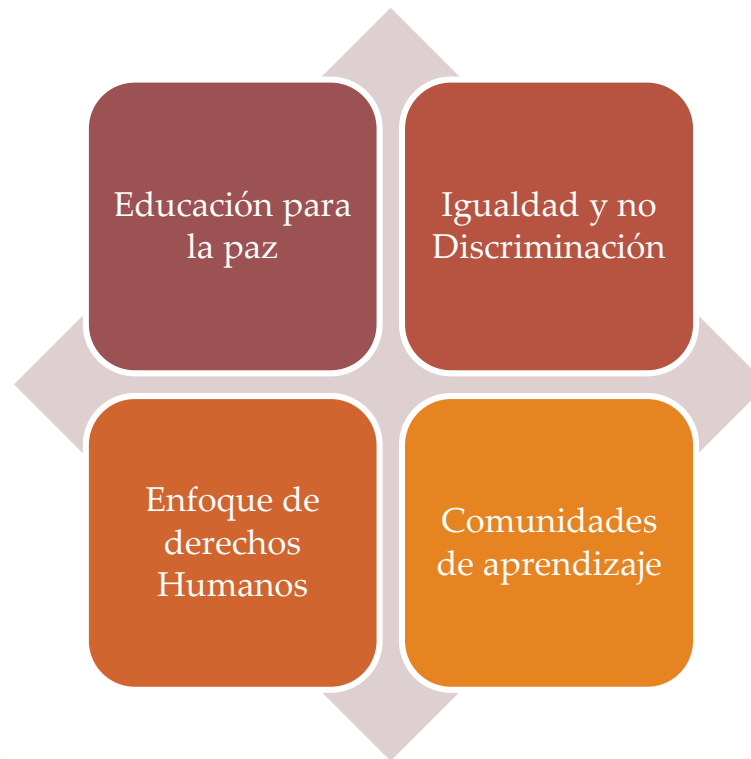 Educación para
la paz
Igualdad y no
Discriminación
Enfoque de
derechos
Humanos
Comunidades
de aprendizaje